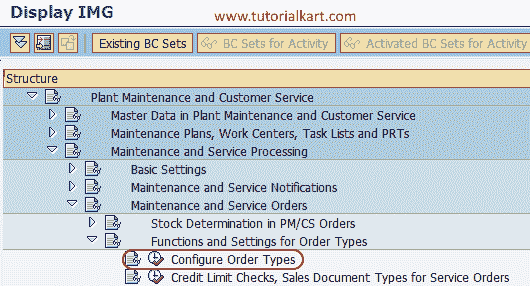 Display IMG
www.tutorialkart.com
Existing BC Sets
BC Sets for Activity
Activated BC Sets for Activity
Structure
Plant Maintenance and Customer Service
Master Data in Plant Maintenance and Customer Service
Maintenance Plans, Work Centers, Task Lists and PRTs
Maintenance and Service Processing
Basic Settings
Maintenance and Service Notifications
Maintenance and Service Orders
Stock Determination in PM/CS Orders
Functions and Settings for Order Types
Configure Order Types
Credit Limit Checks, Sales Document Types for Service Orders